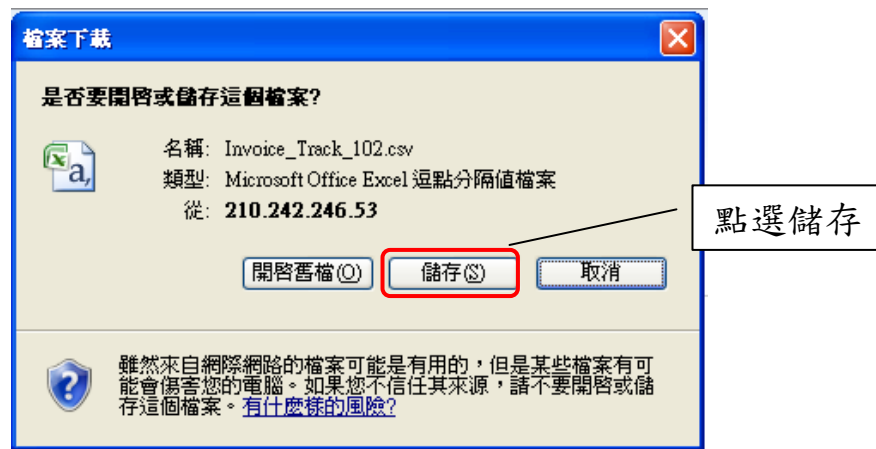 檔案下載
是否要開啓或儲存這個檔案?
名稱: Invoice_Track_102.csv
類型: Microsoft Office Excel 逗點分隔值檔案
從: 210.242.246.53
點選儲存
開啓舊檔(O) 儲存(S) 取消
雖然來自網際網路的檔案可能是有用的,但是某些檔案有可
能會傷害您的電腦。如果您不信任其來源,請不要開啓或儲
存這個檔案。有什麼樣的風險?